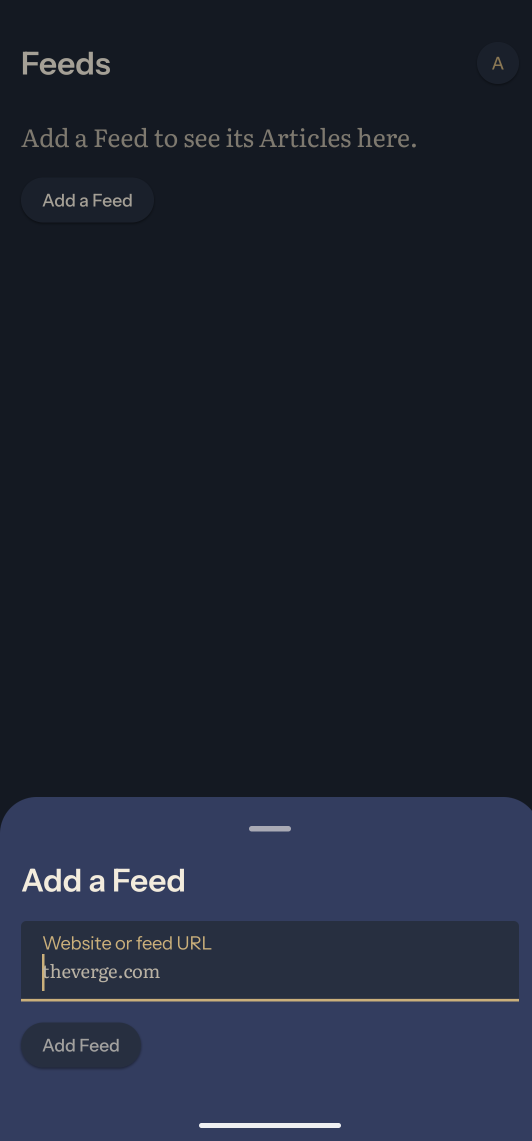 Feeds
A
Add a Feed to see its Articles here.
Add a Feed
Add a Feed
Website or feed URL
theverge.com
Add Feed